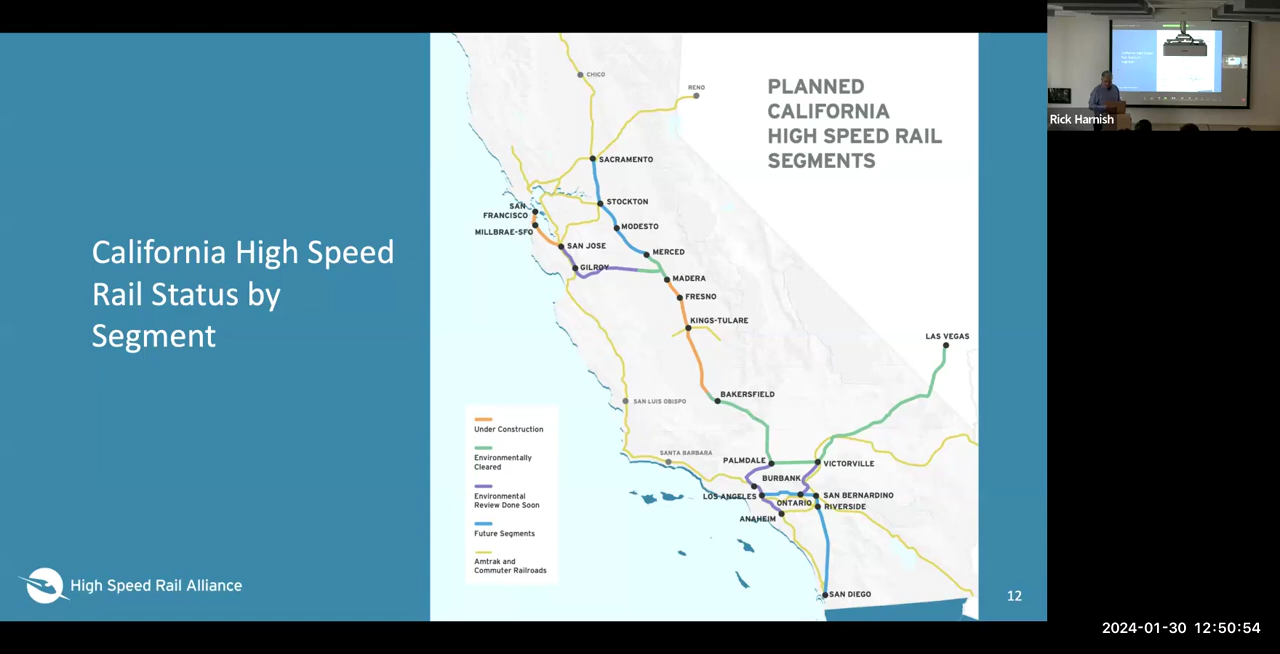 California High Speed
Rail Status by
Segment
High Speed Rail Alliance
PLANNED
CALIFORNIA
HIGH SPEED RAIL
SEGMENTS
CHICO
RENO
SACRAMENTO
STOCKTON
SAN
FRANCISCO
MODESTO
MILLBRAE-SFO
SAN JOSE
MERCED
GILROY
MADERA
FRESNO
KINGS-TULARE
LAS VEGAS
BAKERSFIELD
SAN LUIS OBISPO
SANTA BARBARA
PALMDALE
VICTORVILLE
BURBANK
LOS ANGELES
SAN BERNARDINO
ONTARIO
RIVERSIDE
ANAHEIM
SAN DIEGO
Under Construction
Environmentally
Cleared
Environmental
Review Done Soon
Future Segments
Amtrak and
Commuter Railroads
12
Rick Harnish
2024-01-30 12:50:54